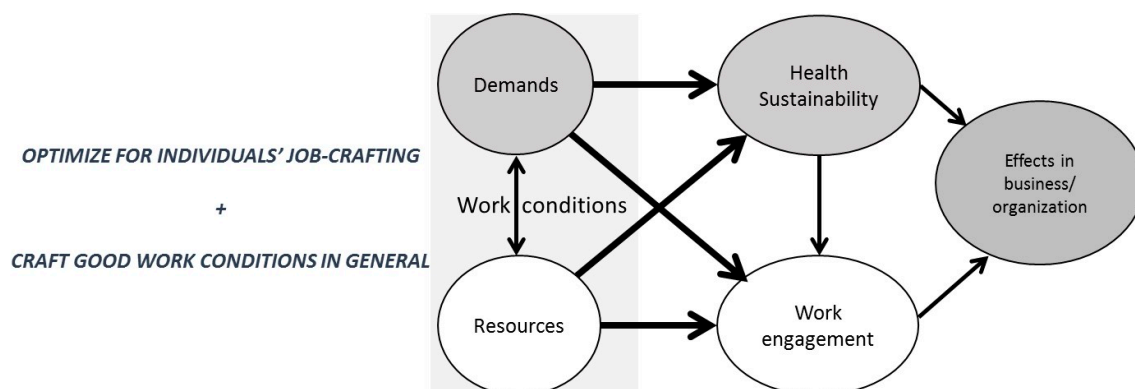 OPTIMIZE FOR INDIVIDUALS’ JOB-CRAFTING
+
CRAFT GOOD WORK CONDITIONS IN GENERAL
Demands
Work conditions
Resources
Health
Sustainability
Work
engagement
Effects in
business/
organization